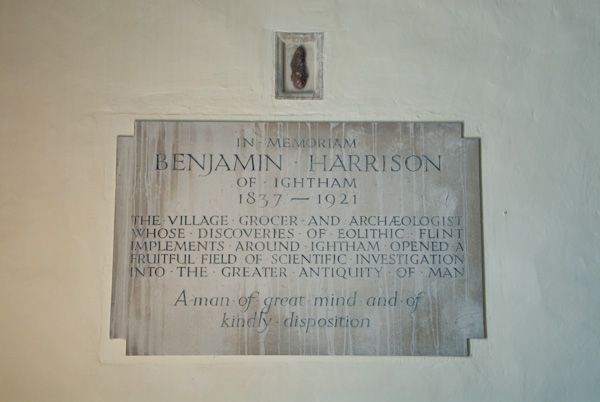 IN · MEMORIAM
BENJAMIN · HARRISON
OF · IGHTHAM
1837 — 1921
THE · VILLAGE · GROCER · AND · ARCHÆOLOGIST
WHOSE · DISCOVERIES · OF · EOLITHIC · FLINT
IMPLEMENTS · AROUND · IGHTHAM · OPENED · A
FRUITFUL · FIELD · OF · SCIENTIFIC · INVESTIGATION
INTO · THE · GREATER · ANTIQUITY · OF · MAN
A · man · of · great · mind · and · of
kindly · disposition